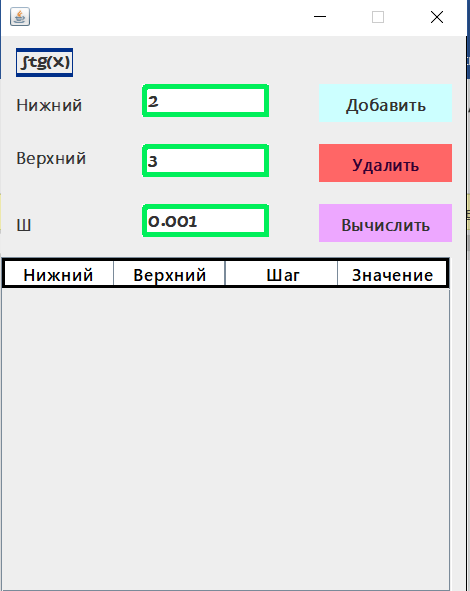 ∫tg(x)
Нижний 2 Добавить
Верхний 3 Удалить
Ш 0.001 Вычислить
Нижний Верхний Шаг Значение